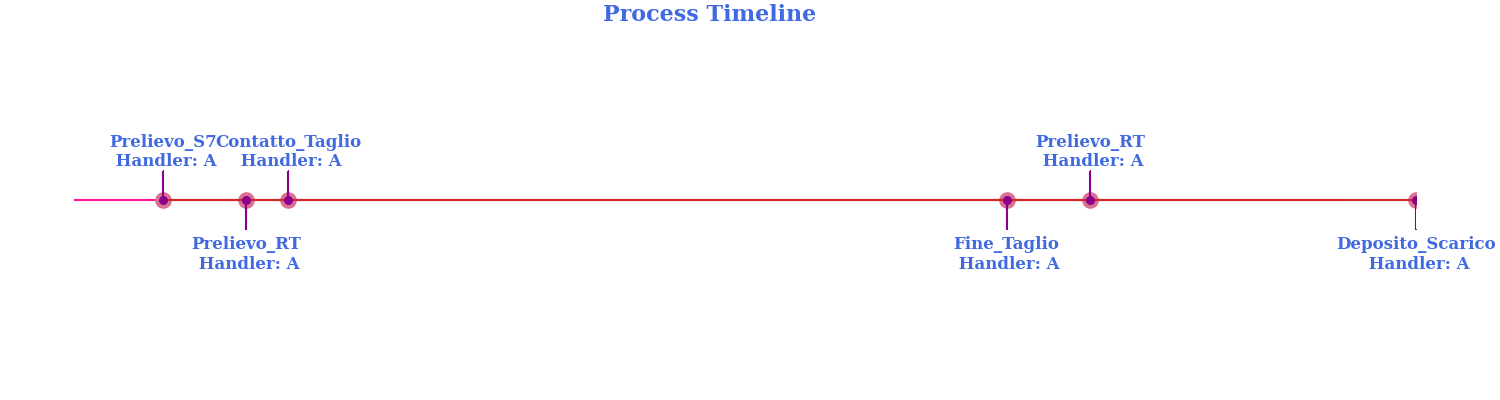 Process Timeline
Prelievo_S7
Handler: A
Contatto_Taglio
Handler: A
Prelievo_RT
Handler: A
Prelievo_RT
Handler: A
Fine_Taglio
Handler: A
Deposito_Scarico
Handler: A